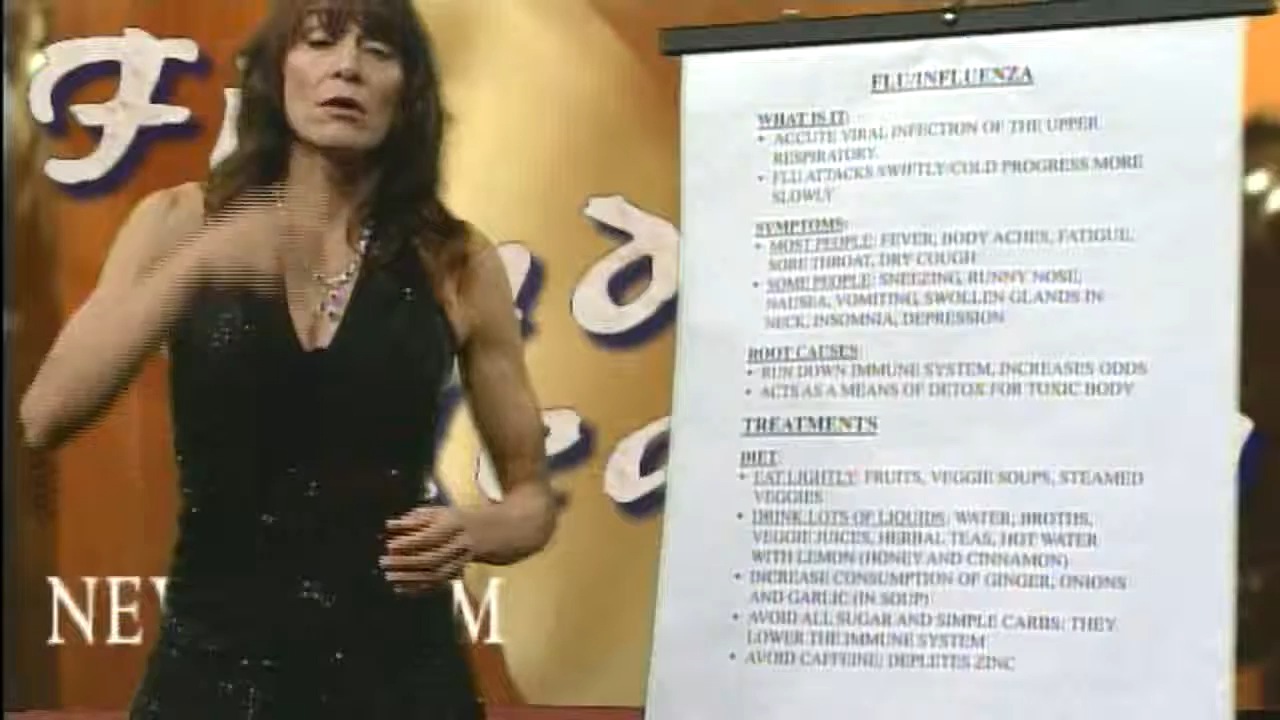 FLU/INFLUENZA
WHAT IS IT:
• ACCUTE VIRAL INFECTION OF THE UPPER
RESPIRATORY.
• FLU ATTACKS SWIFTLY/COLD PROGRESS MORE
SLOWLY
SYMPTOMS:
• MOST PEOPLE: FEVER, BODY ACHES, FATIGUE,
SORE THROAT, DRY COUGH
• SOME PEOPLE: SNEEZING, RUNNY NOSE,
NAUSEA, VOMITING, SWOLLEN GLANDS IN
NECK, INSOMNIA, DEPRESSION
ROOT CAUSES:
• RUN DOWN IMMUNE SYSTEM, INCREASES ODDS
• ACTS AS A MEANS OF DETOX FOR TOXIC BODY
TREATMENTS
DIET:
• EAT LIGHTLY: FRUITS, VEGGIE SOUPS, STEAMED
VEGGIES
• DRINK LOTS OF LIQUIDS: WATER, BROTHS,
VEGGIE JUICES, HERBAL TEAS, HOT WATER
WITH LEMON (HONEY AND CINNAMON)
• INCREASE CONSUMPTION OF GINGER, ONIONS
AND GARLIC (IN SOUP)
• AVOID ALL SUGAR AND SIMPLE CARBS: THEY
LOWER THE IMMUNE SYSTEM
• AVOID CAFFEINE: DEPLETES ZINC